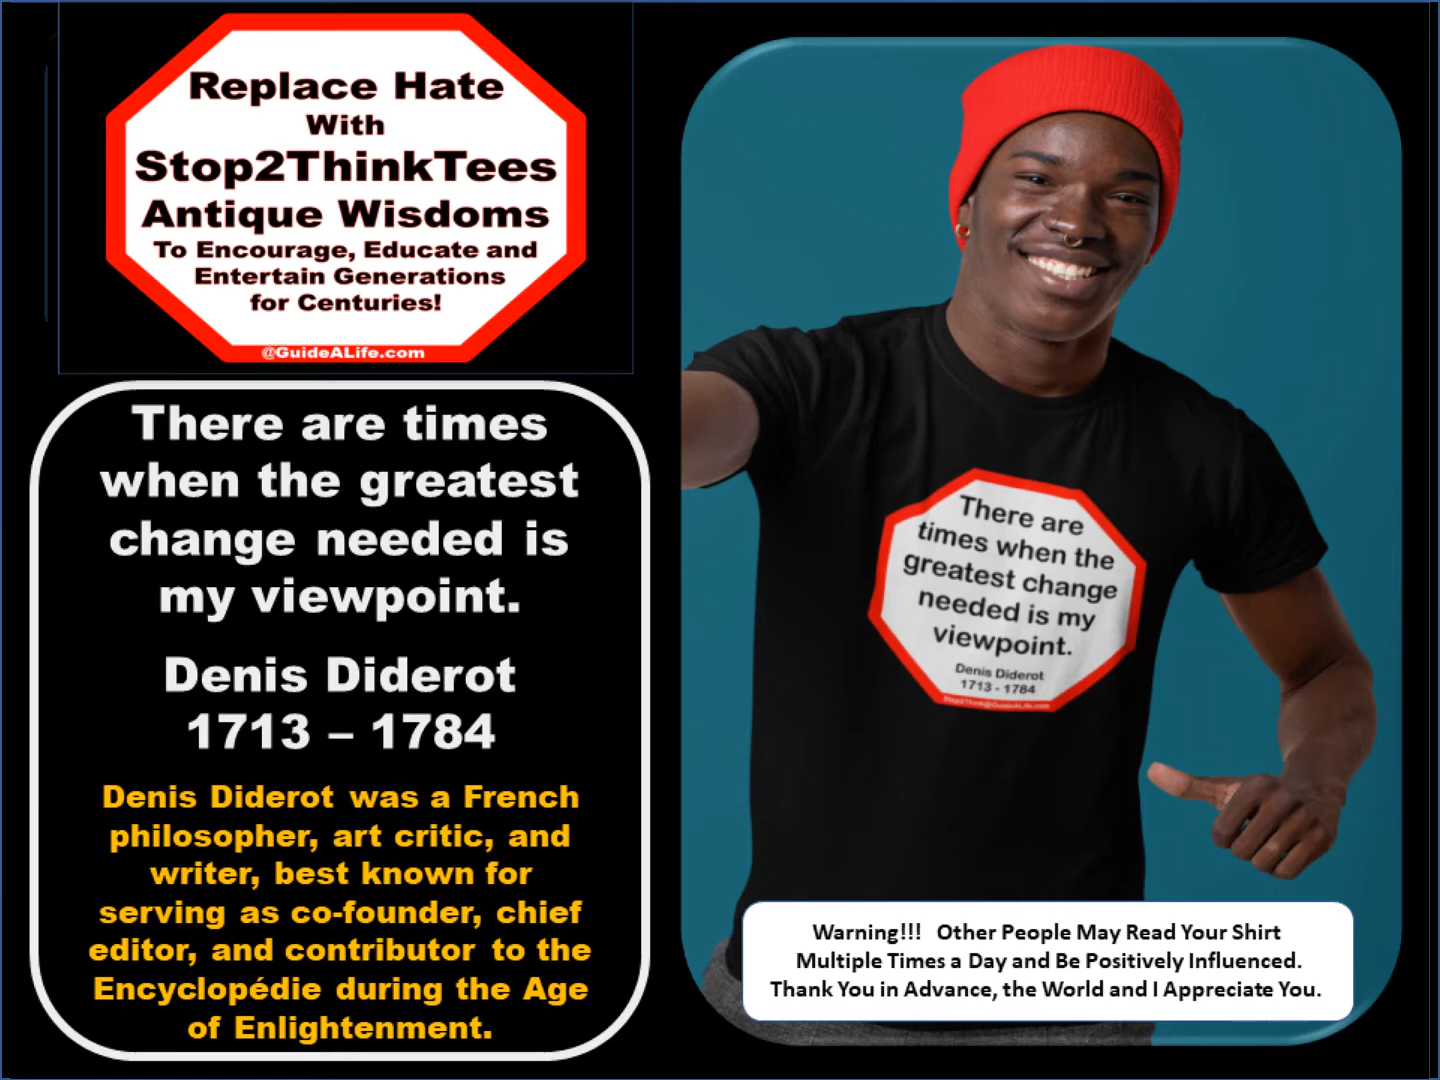 Replace Hate
With
Stop2ThinkTees
Antique Wisdoms
To Encourage, Educate and
Entertain Generations
for Centuries!
@GuideALife.com
There are times
when the greatest
change needed is
my viewpoint.
Denis Diderot
1713 – 1784
Denis Diderot was a French
philosopher, art critic, and
writer, best known for
serving as co-founder, chief
editor, and contributor to the
Encyclopédie during the Age
of Enlightenment.
There are
times when the
greatest change
needed is my
viewpoint.
Denis Diderot
1713 - 1784
Stop2Think@GuideALife.com
Warning!!! Other People May Read Your Shirt
Multiple Times a Day and Be Positively Influenced.
Thank You in Advance, the World and I Appreciate You.